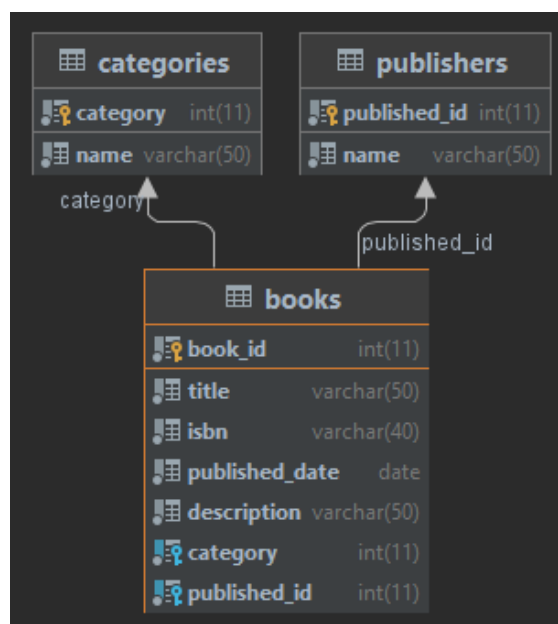 categories
category int(11)
name varchar(50)
publishers
published_id int(11)
name varchar(50)
category
published_id
books
book_id int(11)
title varchar(50)
isbn varchar(40)
published_date date
description varchar(50)
category int(11)
published_id int(11)